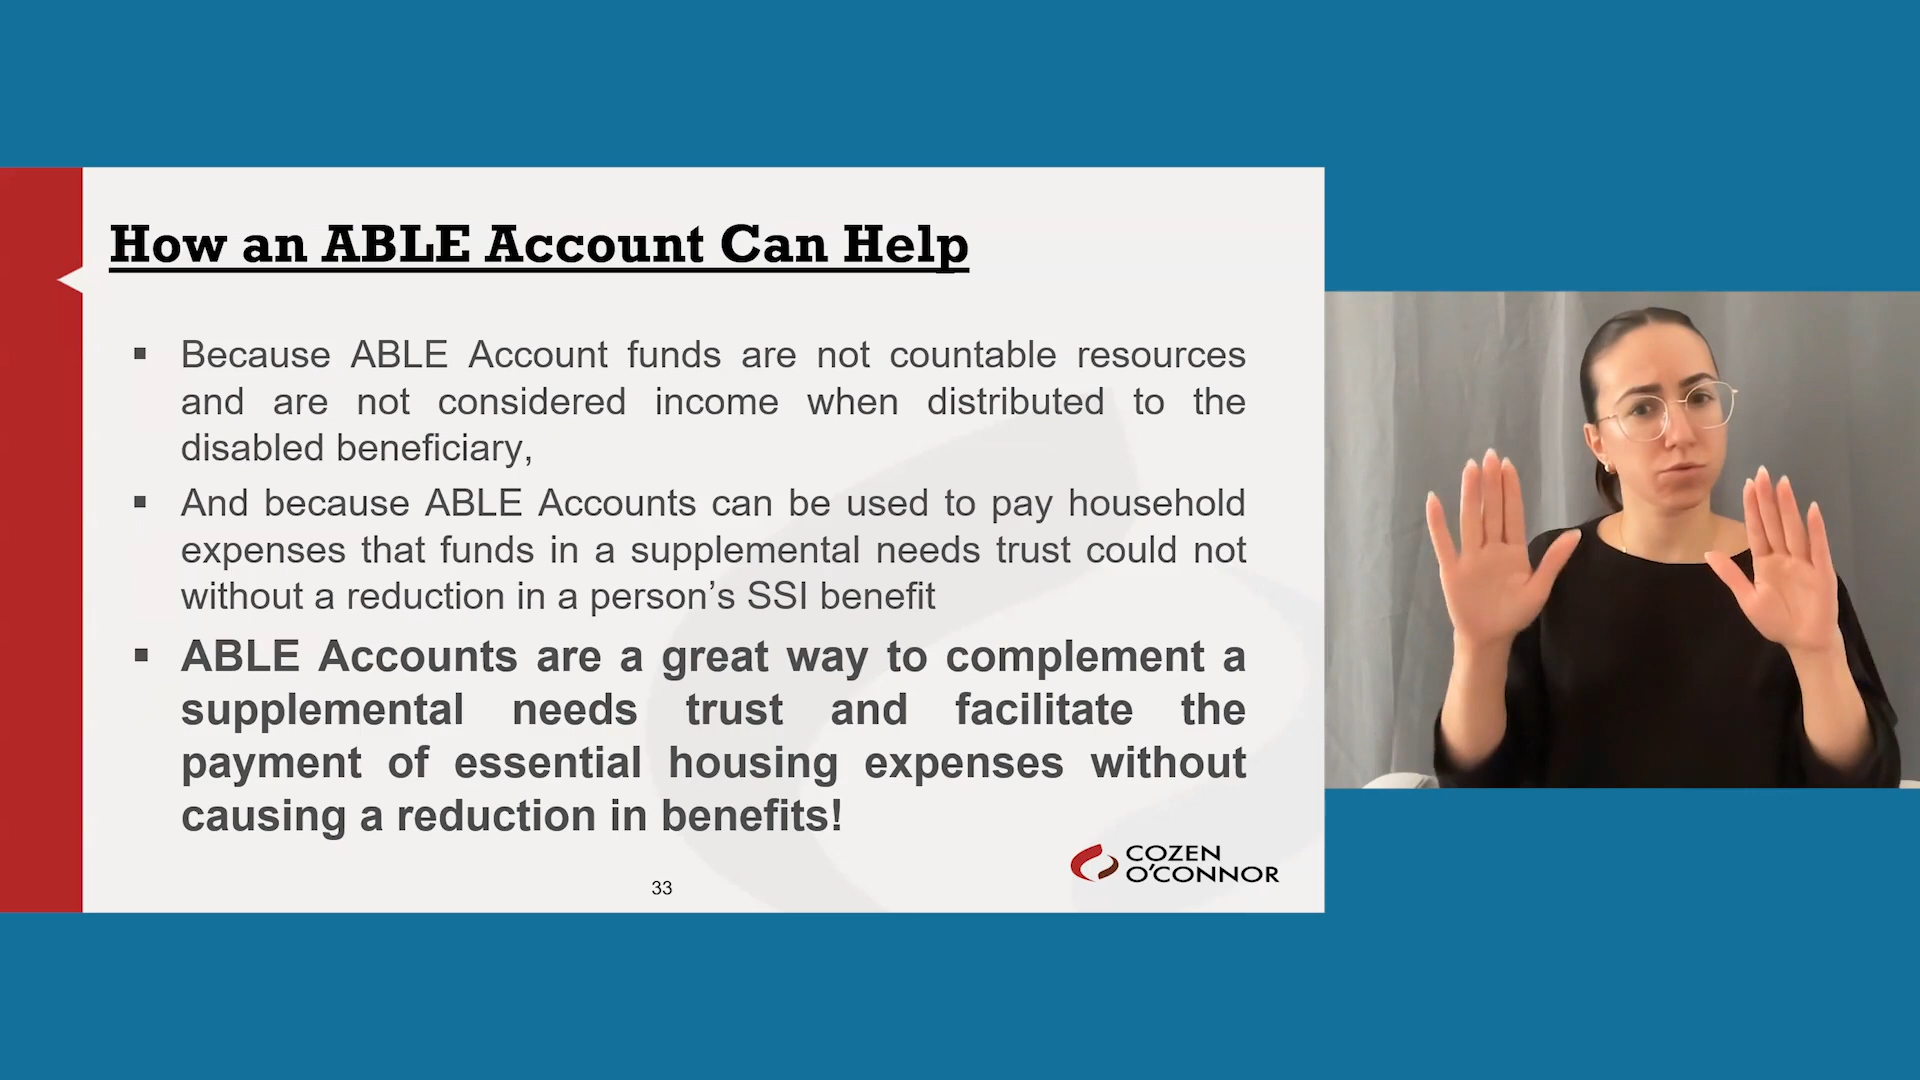 How an ABLE Account Can Help
▪ Because ABLE Account funds are not countable resources
and are not considered income when distributed to the
disabled beneficiary,
▪ And because ABLE Accounts can be used to pay household
expenses that funds in a supplemental needs trust could not
without a reduction in a person’s SSI benefit
▪ ABLE Accounts are a great way to complement a
supplemental needs trust and facilitate the
payment of essential housing expenses without
causing a reduction in benefits!
COZEN
O’CONNOR
33